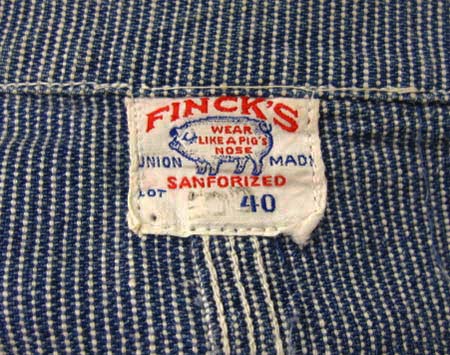 FINCK'S
WEAR
LIKE A PIG'S
NOSE
UNION MADE
SANFORIZED
LOT 40